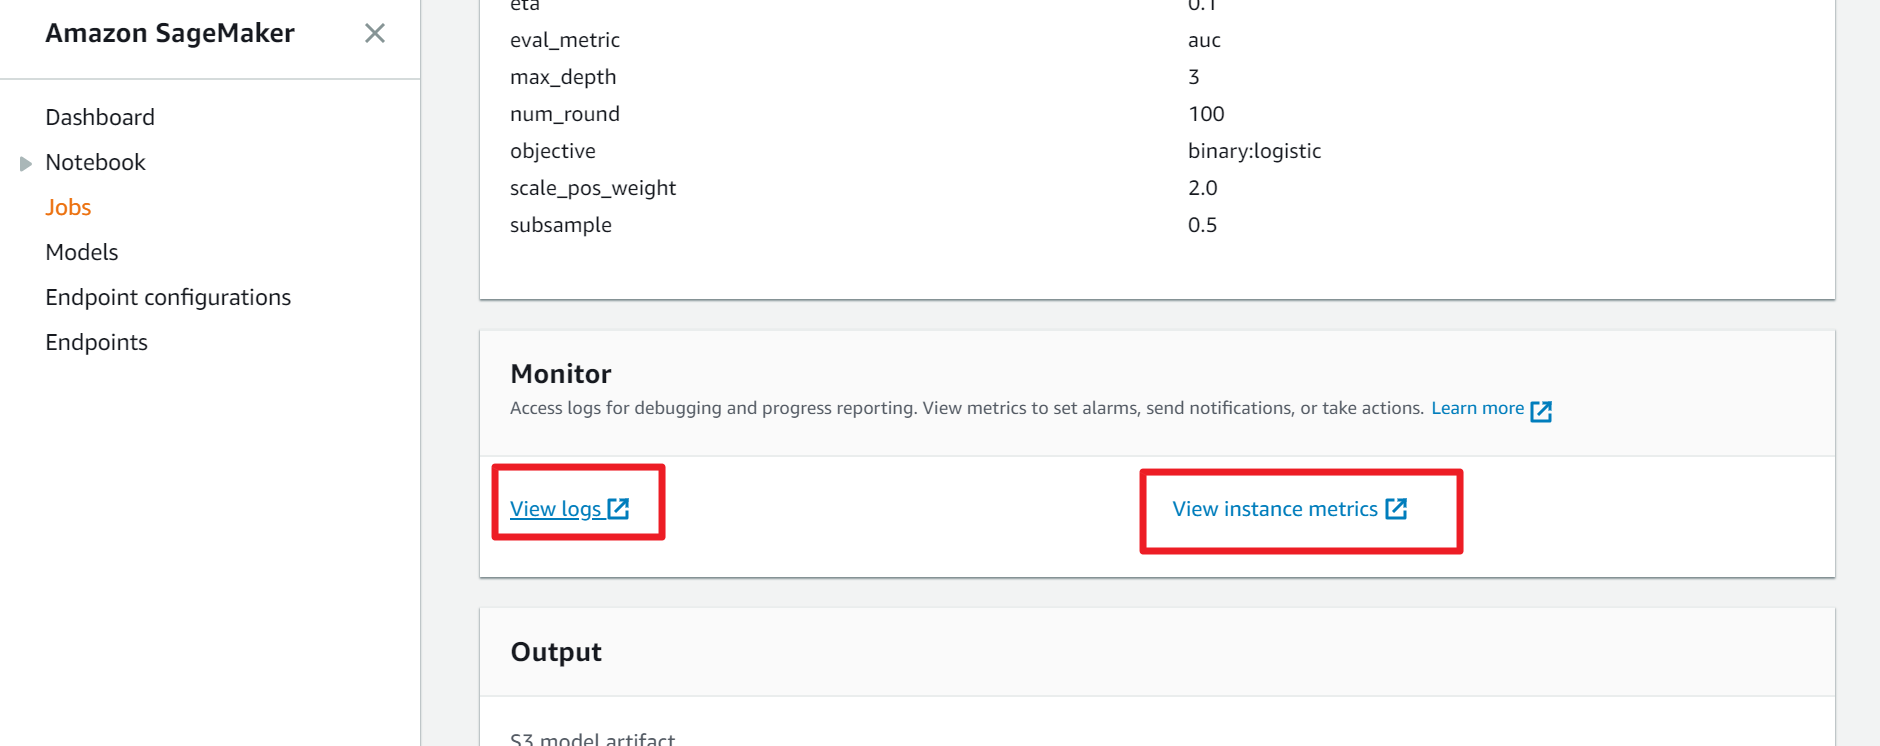 Amazon SageMaker
Dashboard
Notebook
Jobs
Models
Endpoint configurations
Endpoints
eta 0.1
eval_metric auc
max_depth 3
num_round 100
objective binary:logistic
scale_pos_weight 2.0
subsample 0.5
Monitor
Access logs for debugging and progress reporting. View metrics to set alarms, send notifications, or take actions. Learn more
View logs View instance metrics
Output
S3 model artifact